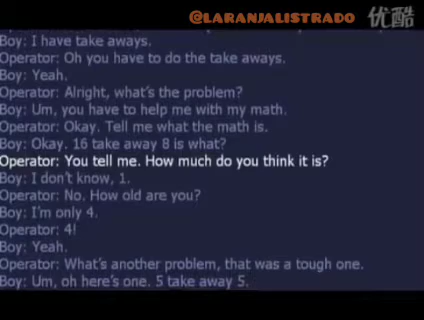 @LARANJALISTRADO
优酷
Boy: I have take aways.
Operator: Oh you have to do the take aways.
Boy: Yeah.
Operator: Alright, what's the problem?
Boy: Um, you have to help me with my math.
Operator: Okay. Tell me what the math is.
Boy: Okay. 16 take away 8 is what?
Operator: You tell me. How much do you think it is?
Boy: I don't know, 1.
Operator: No. How old are you?
Boy: I'm only 4.
Operator: 4!
Boy: Yeah.
Operator: What's another problem, that was a tough one.
Boy: Um, oh here's one. 5 take away 5.